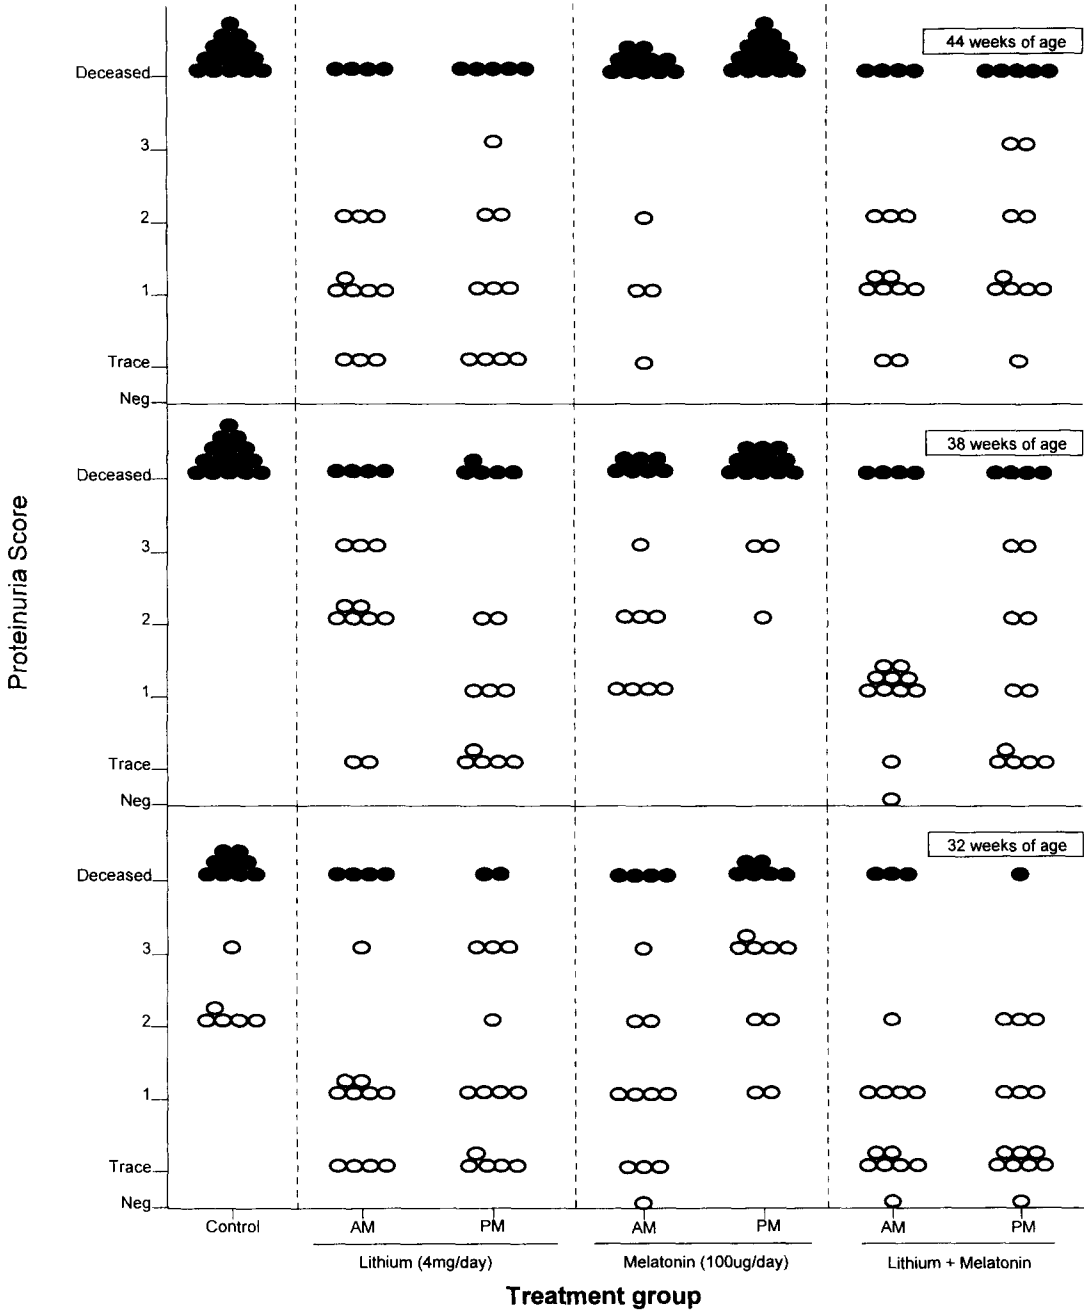 44 weeks of age
Deceased
3
2
1
Trace
Neg
38 weeks of age
Deceased
3
2
1
Trace
Neg
32 weeks of age
Deceased
3
2
1
Trace
Neg
Proteinuria Score
Control AM PM AM PM AM PM
Lithium (4mg/day) Melatonin (100ug/day) Lithium + Melatonin
Treatment group